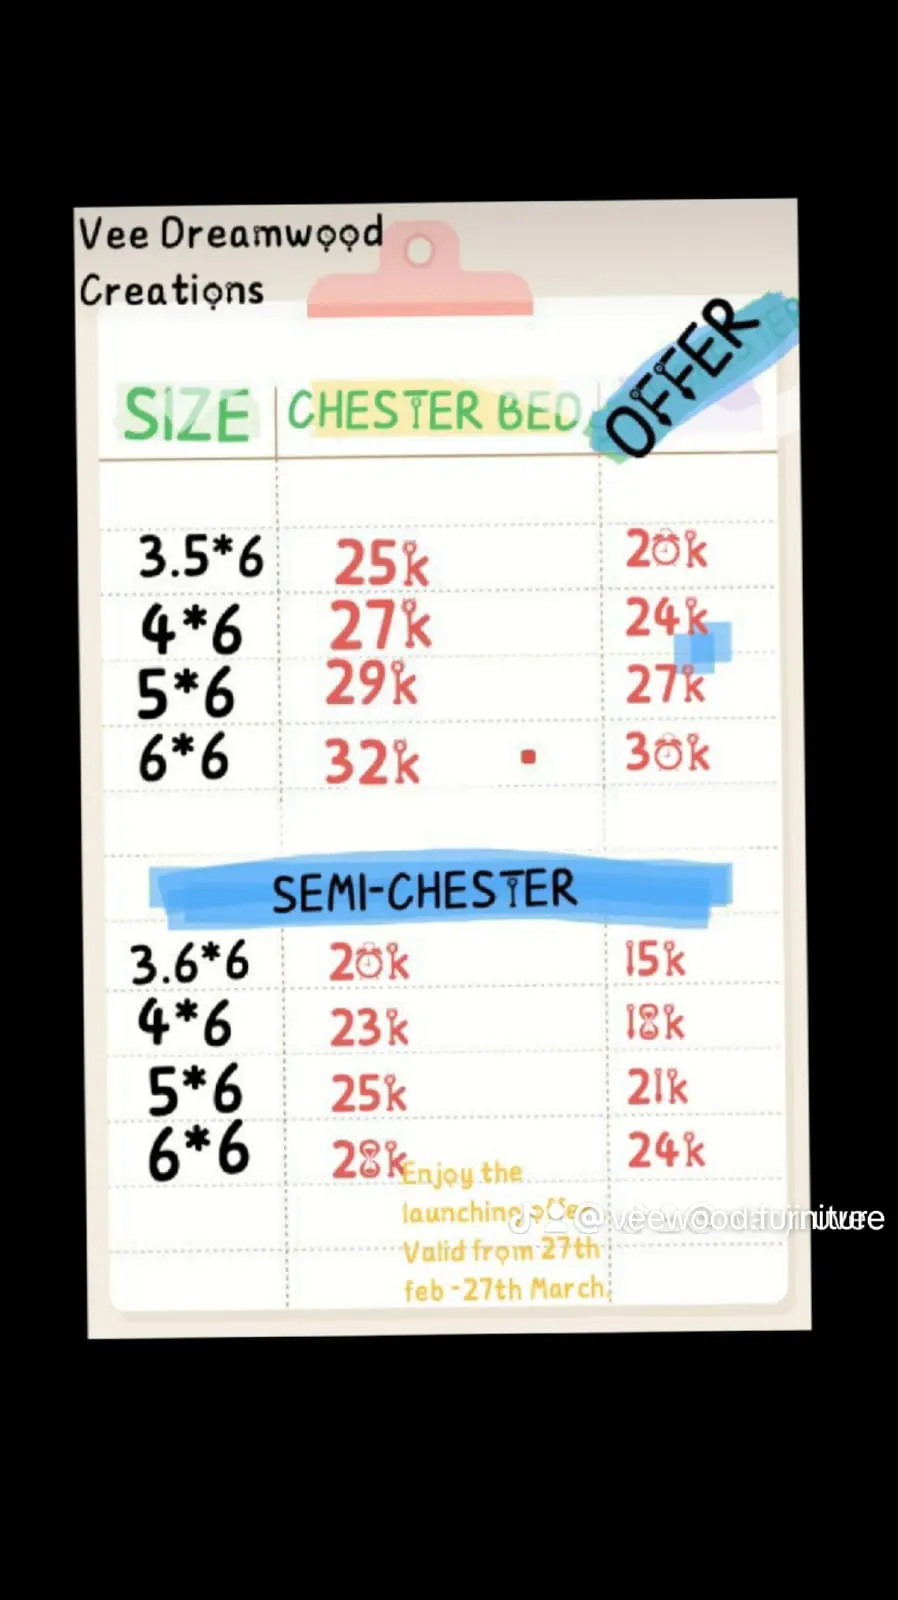 Vee Dreamwood
Creations
OFFER
SIZE CHESTER BED
3.5*6 25k 20k
4*6 27k 24k
5*6 29k 27k
6*6 32k 30k
SEMI-CHESTER
3.6*6 20k 15k
4*6 23k 18k
5*6 25k 21k
6*6 28k 24k
Enjoy the
launching offer
@veewood.furniture
Valid from 27th
feb -27th March.